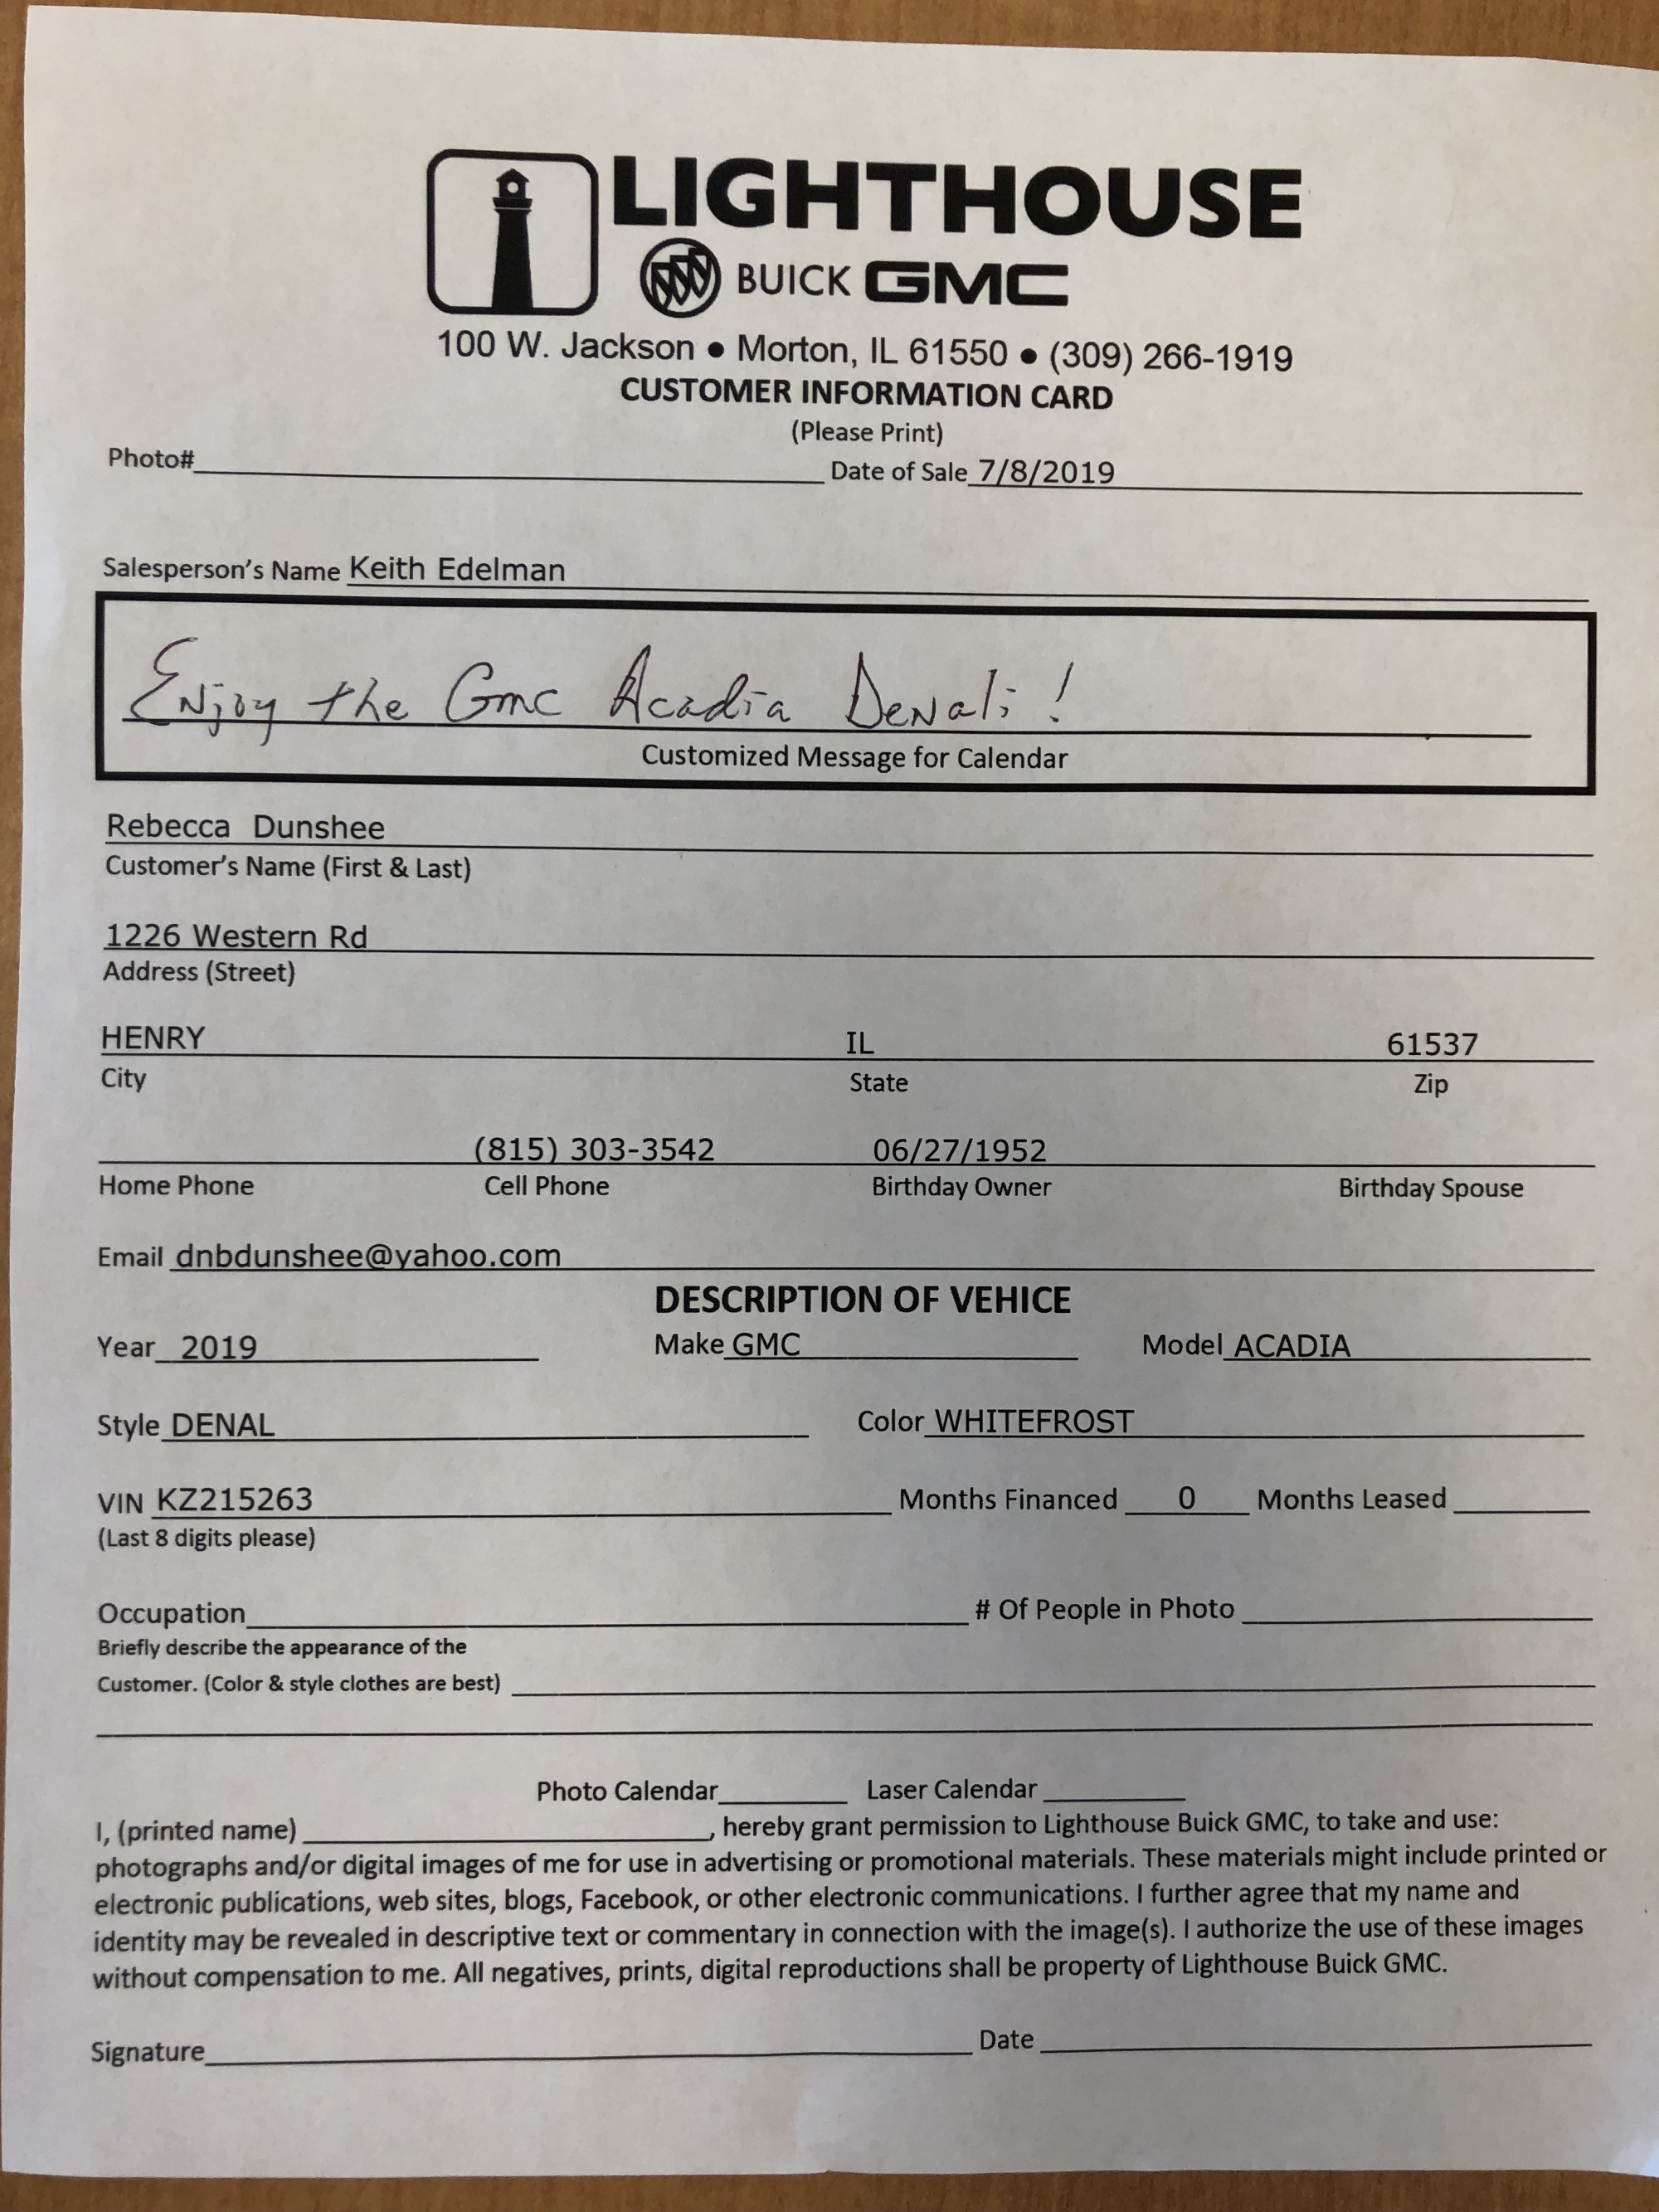 LIGHTHOUSE
BUICK GMC
100 W. Jackson ● Morton, IL 61550 ● (309) 266-1919
CUSTOMER INFORMATION CARD
(Please Print)
Photo# Date of Sale 7/8/2019
Salesperson's Name Keith Edelman
Enjoy the Gmc Acadia Denali!
Customized Message for Calendar
Rebecca Dunshee
Customer's Name (First & Last)
1226 Western Rd
Address (Street)
HENRY IL 61537
City State Zip
(815) 303-3542 06/27/1952
Home Phone Cell Phone Birthday Owner Birthday Spouse
Email dnbdunshee@yahoo.com
DESCRIPTION OF VEHICE
Year 2019 Make GMC Model ACADIA
Style DENAL Color WHITEFROST
VIN KZ215263 Months Financed 0 Months Leased
(Last 8 digits please)
Occupation # Of People in Photo
Briefly describe the appearance of the
Customer. (Color & style clothes are best)
Photo Calendar Laser Calendar
I, (printed name) , hereby grant permission to Lighthouse Buick GMC, to take and use:
photographs and/or digital images of me for use in advertising or promotional materials. These materials might include printed or
electronic publications, web sites, blogs, Facebook, or other electronic communications. I further agree that my name and
identity may be revealed in descriptive text or commentary in connection with the image(s). I authorize the use of these images
without compensation to me. All negatives, prints, digital reproductions shall be property of Lighthouse Buick GMC.
Signature Date